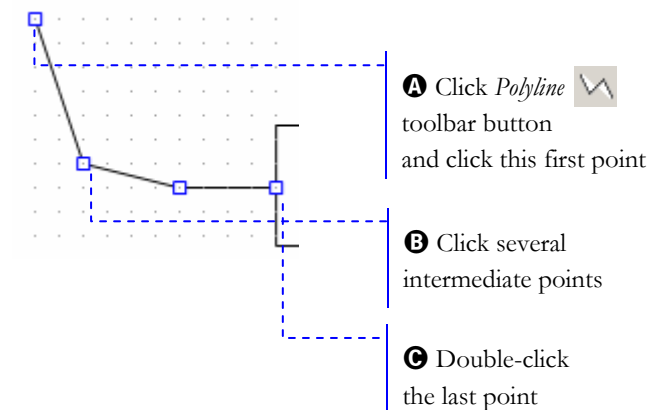 🅐 Click Polyline
toolbar button
and click this first point
🅑 Click several
intermediate points
🅒 Double-click
the last point